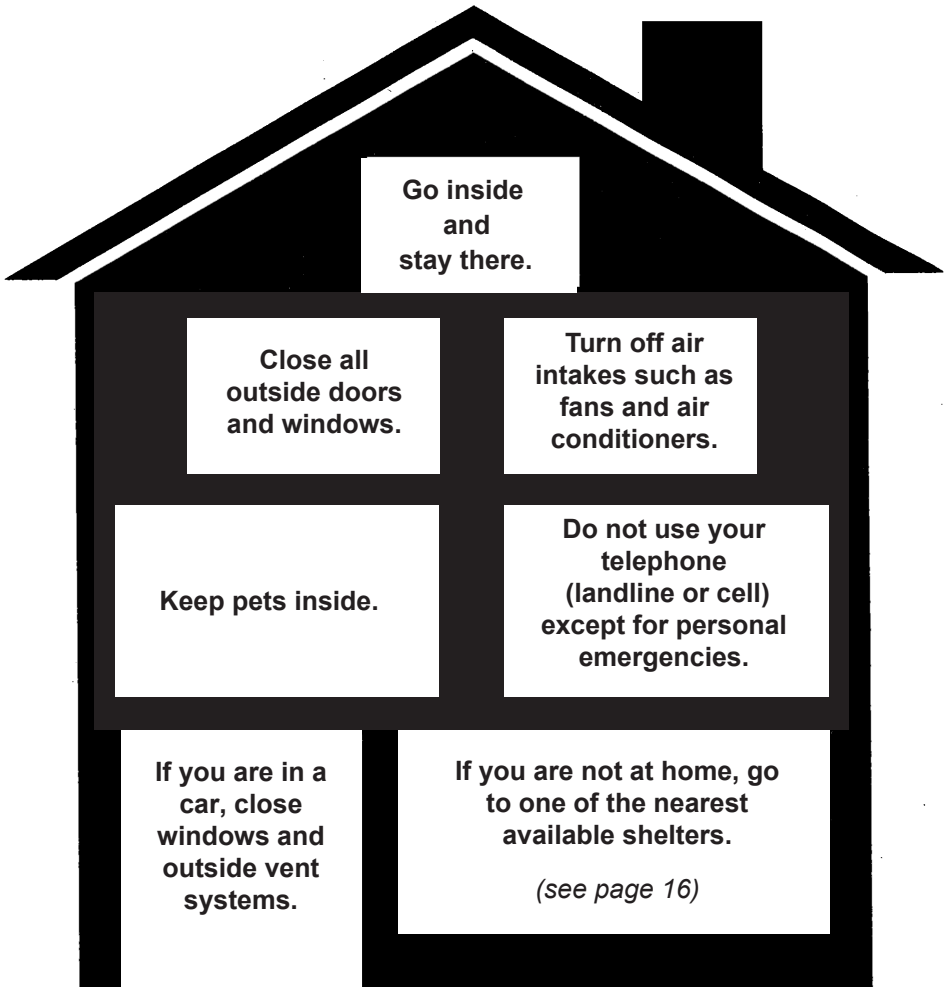 Go inside
and
stay there.
Close all
outside doors
and windows.
Turn off air
intakes such as
fans and air
conditioners.
Keep pets inside.
Do not use your
telephone
(landline or cell)
except for personal
emergencies.
If you are in a
car, close
windows and
outside vent
systems.
If you are not at home, go
to one of the nearest
available shelters.
(see page 16)